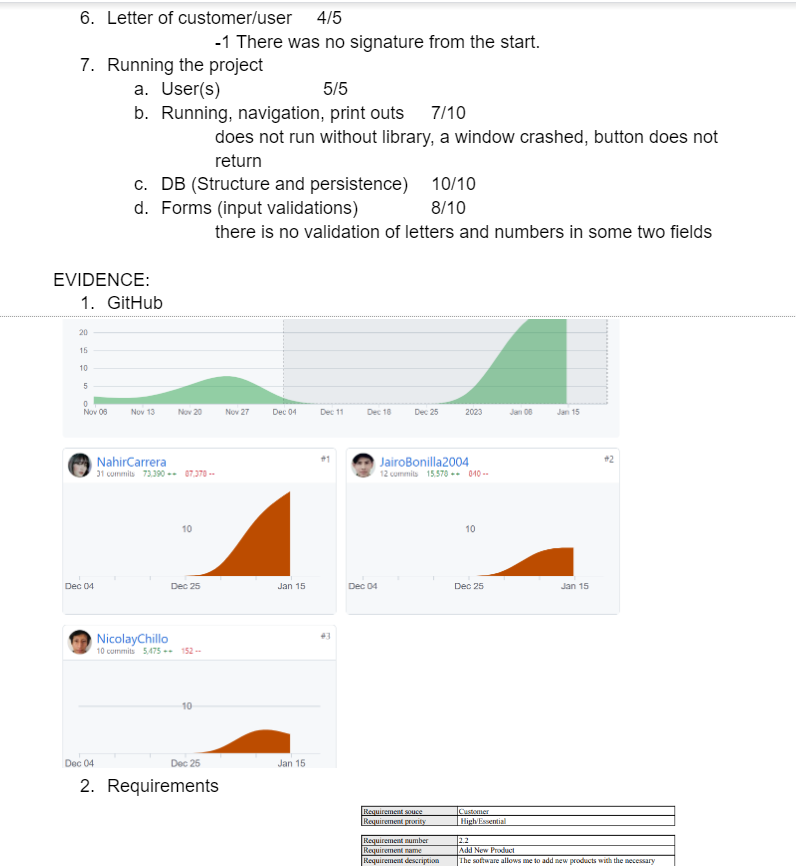 6. Letter of customer/user 4/5
-1 There was no signature from the start.
7. Running the project
a. User(s) 5/5
b. Running, navigation, print outs 7/10
does not run without library, a window crashed, button does not
return
c. DB (Structure and persistence) 10/10
d. Forms (input validations) 8/10
there is no validation of letters and numbers in some two fields
EVIDENCE:
1. GitHub
20
15
10
5
0
Nov 06 Nov 13 Nov 20 Nov 27 Dec 04 Dec 11 Dec 18 Dec 25 2023 Jan 08 Jan 15
NahirCarrera #1
31 commits 73,390 ++ 07,370 --
10
Dec 04 Dec 25 Jan 15
JairoBonilla2004 #2
12 commits 15,570 ++ 040 --
10
Dec 04 Dec 25 Jan 15
NicolayChillo #3
10 commits 5,475 ++ 152 --
10
Dec 04 Dec 25 Jan 15
2. Requirements
Requirement souce Customer
Requirement prority High/Essential
Requirement number 2.2
Requirement name Add New Product
Requirement description The software allows me to add new products with the necessary